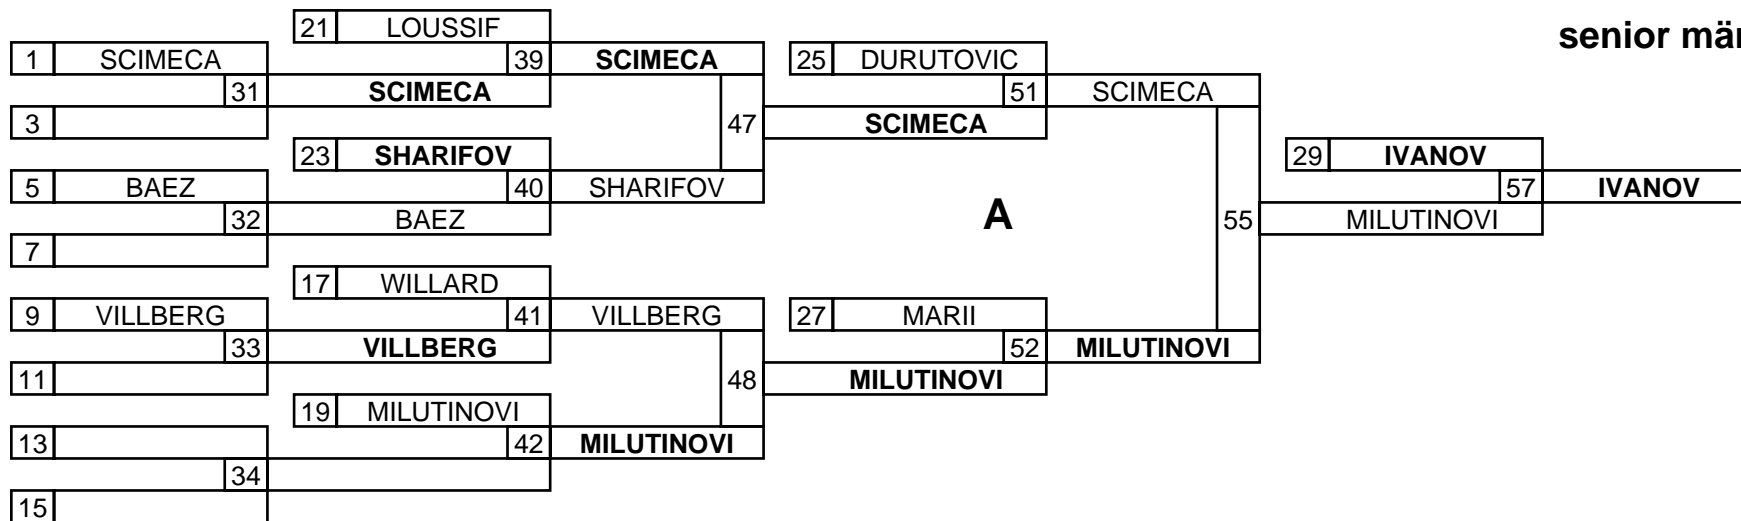 21 LOUSSIF
senior mär
1 SCIMECA 39 SCIMECA 25 DURUTOVIC
31 SCIMECA 51 SCIMECA
3 47 SCIMECA
23 SHARIFOV 29 IVANOV
5 BAEZ 40 SHARIFOV 57 IVANOV
32 BAEZ A 55 MILUTINOVI
7
17 WILLARD
9 VILLBERG 41 VILLBERG 27 MARII
33 VILLBERG 52 MILUTINOVI
11 48 MILUTINOVI
19 MILUTINOVI
13 42 MILUTINOVI
34
15